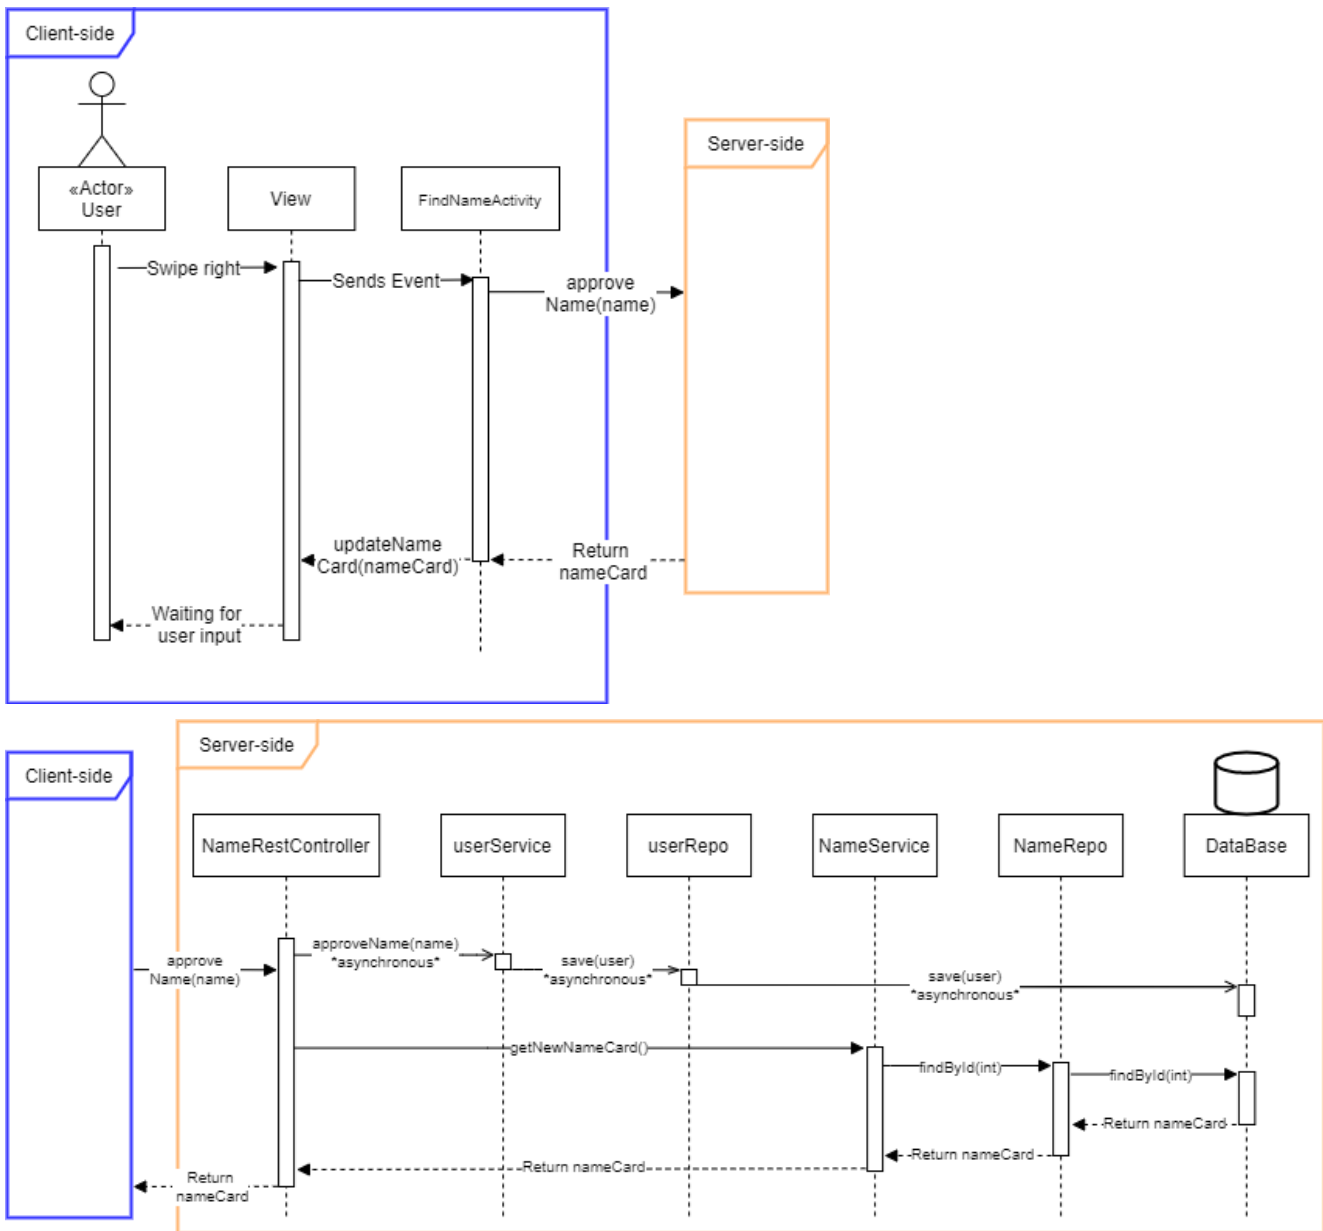 Client-side
«Actor»
User
View
FindNameActivity
Server-side
Swipe right
Sends Event
approve
Name(name)
updateName
Card(nameCard)
Return
nameCard
Waiting for
user input
Server-side
Client-side
NameRestController
userService
userRepo
NameService
NameRepo
DataBase
approve
Name(name)
approveName(name)
*asynchronous*
save(user)
*asynchronous*
save(user)
*asynchronous*
getNewNameCard()
findById(int)
findById(int)
Return nameCard
Return nameCard
Return nameCard
Return
nameCard